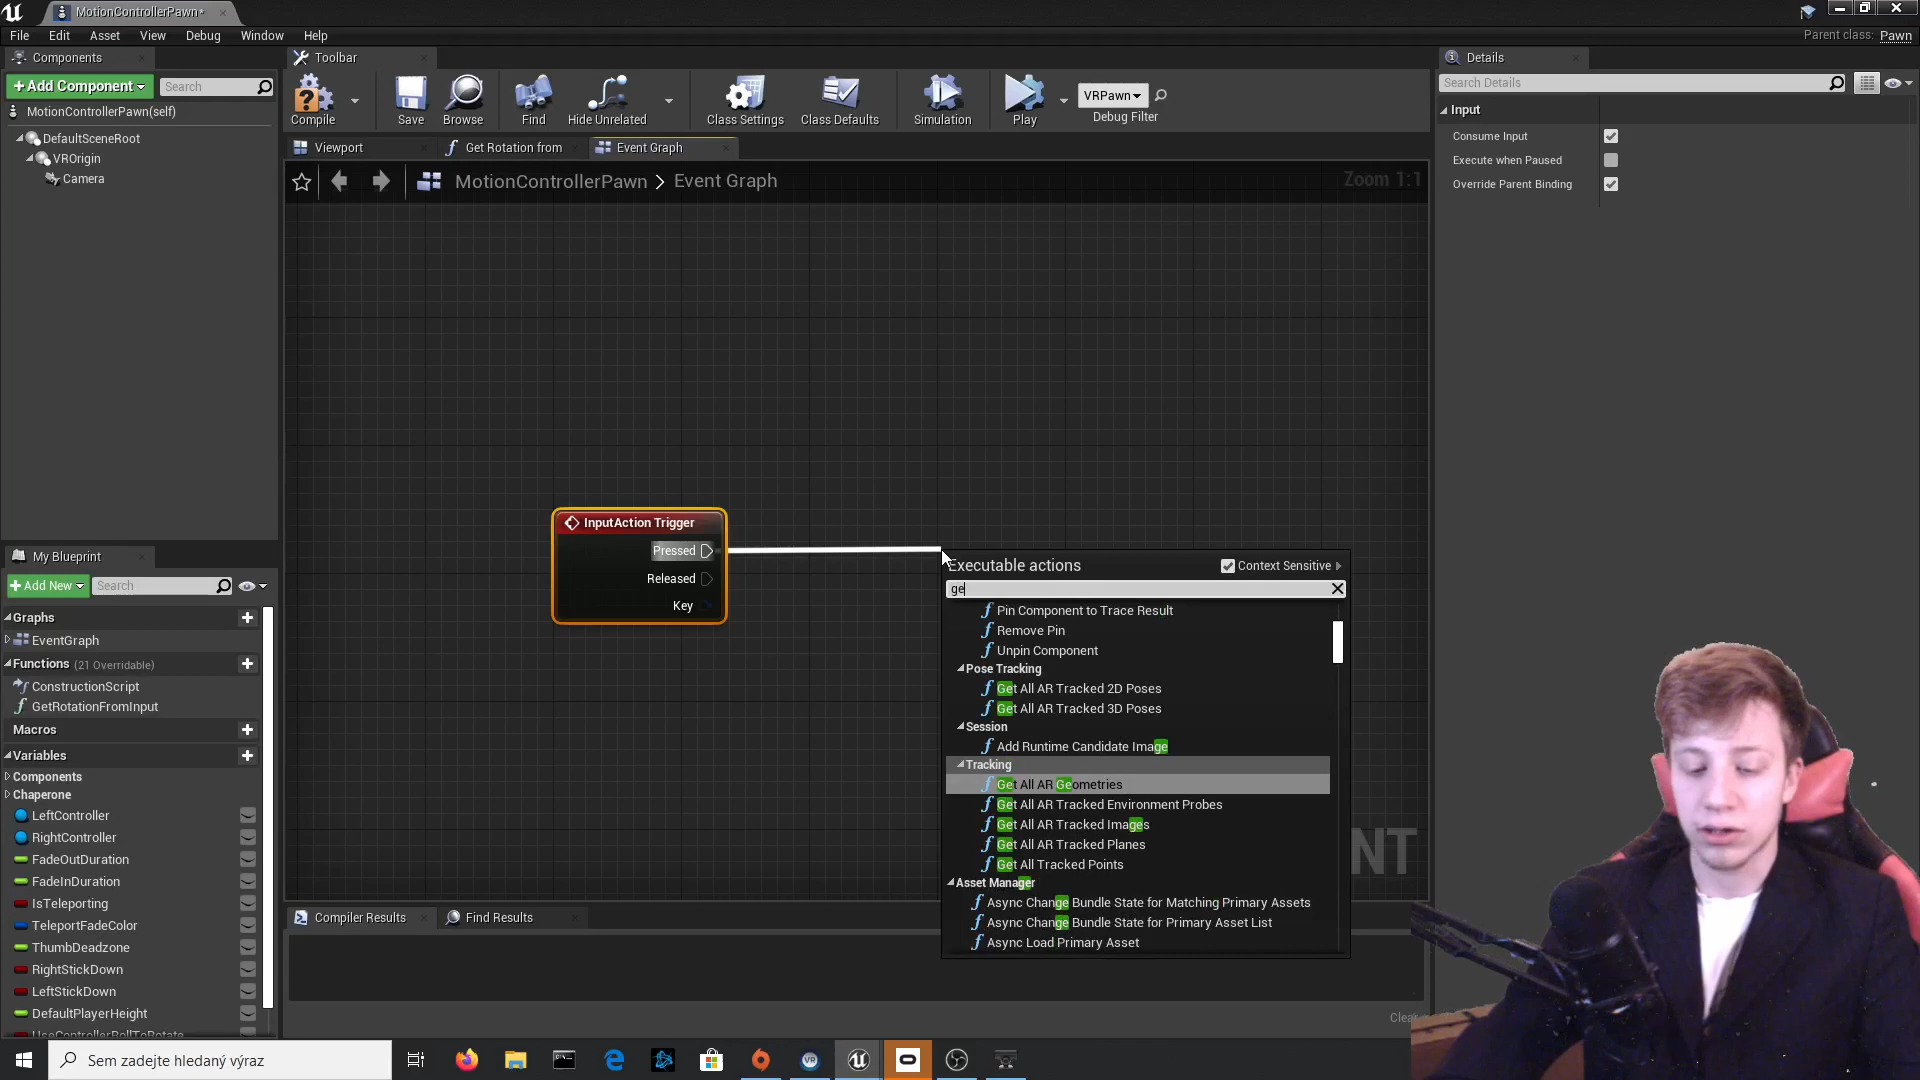 MotionControllerPawn*
File Edit Asset View Debug Window Help
Parent class: Pawn
Components
+Add Component
Search
MotionControllerPawn(self)
DefaultSceneRoot
VROrigin
Camera
Toolbar
Compile
Save
Browse
Find
Hide Unrelated
Class Settings
Class Defaults
Simulation
Play
VRPawn
Debug Filter
Viewport
Get Rotation from
Event Graph
MotionControllerPawn > Event Graph
Zoom 1:1
InputAction Trigger
Pressed
Released
Key
Executable actions
Context Sensitive
ge
Pin Component to Trace Result
Remove Pin
Unpin Component
Pose Tracking
Get All AR Tracked 2D Poses
Get All AR Tracked 3D Poses
Session
Add Runtime Candidate Image
Tracking
Get All AR Geometries
Get All AR Tracked Environment Probes
Get All AR Tracked Images
Get All AR Tracked Planes
Get All Tracked Points
Asset Manager
Async Change Bundle State for Matching Primary Assets
Async Change Bundle State for Primary Asset List
Async Load Primary Asset
Details
Search Details
Input
Consume Input
Execute when Paused
Override Parent Binding
My Blueprint
+Add New
Search
Graphs
EventGraph
Functions (21 Overridable)
ConstructionScript
GetRotationFromInput
Macros
Variables
Components
Chaperone
LeftController
RightController
FadeOutDuration
FadeInDuration
IsTeleporting
TeleportFadeColor
ThumbDeadzone
RightStickDown
LeftStickDown
DefaultPlayerHeight
UseControllerRollToRotate
Compiler Results
Find Results
Clear
Sem zadejte hledaný výraz